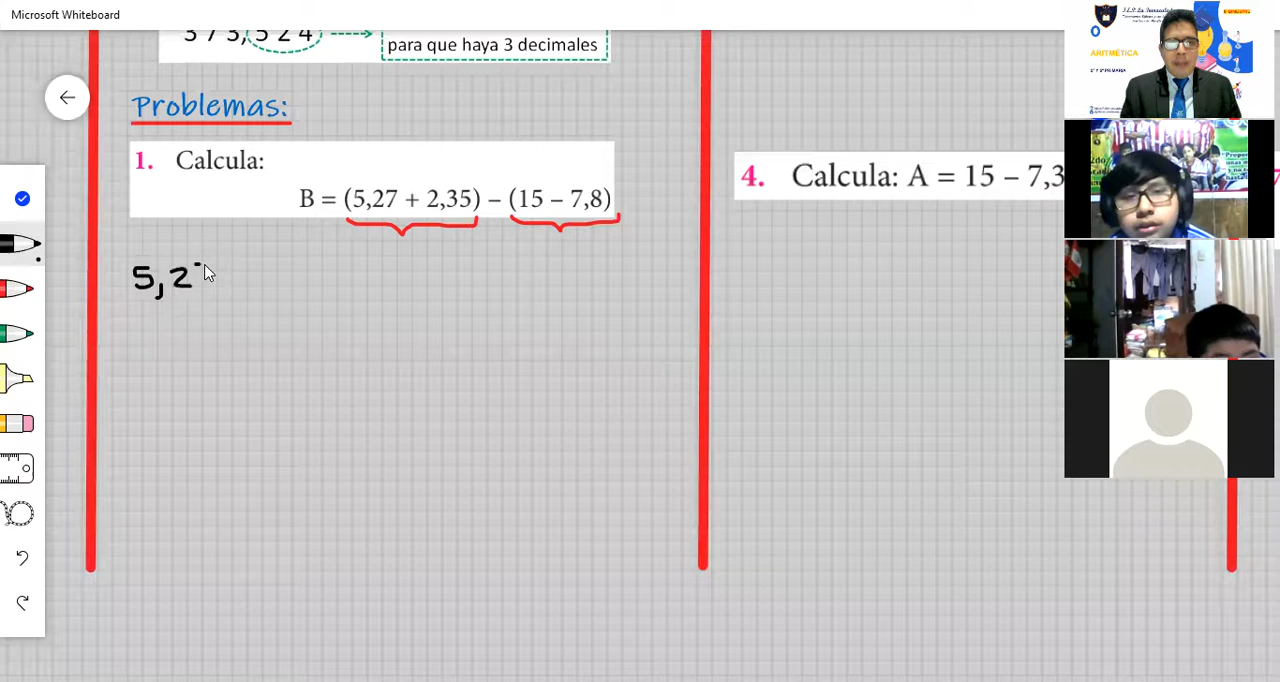 Microsoft Whiteboard
3 7 3, 5 2 4
para que haya 3 decimales
Problemas:
1. Calcula:
B = (5,27 + 2,35) – (15 – 7,8)
5, 2
4. Calcula: A = 15 – 7,3
ARITMÉTICA